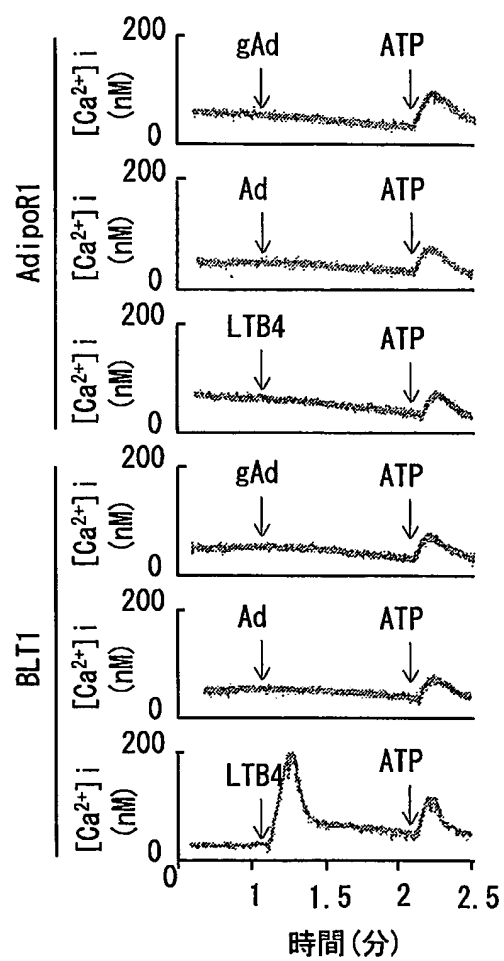 gAd ATP
200
[Ca²⁺]i
(nM)
0
Ad ATP
200
[Ca²⁺]i
(nM)
0
LTB4 ATP
200
[Ca²⁺]i
(nM)
0
AdipoR1
gAd ATP
200
[Ca²⁺]i
(nM)
0
Ad ATP
200
[Ca²⁺]i
(nM)
0
LTB4 ATP
200
[Ca²⁺]i
(nM)
0
BLT1
0 1 1.5 2 2.5
時間(分)